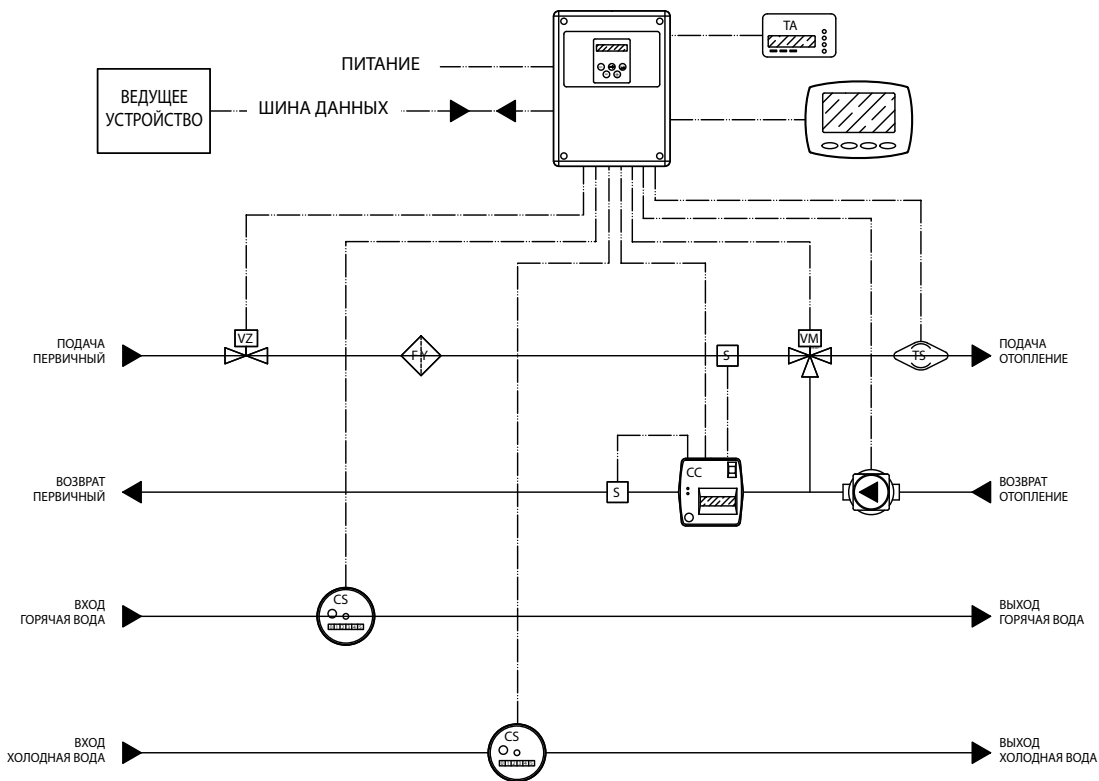 TA
ПИТАНИЕ
ВЕДУЩЕЕ
УСТРОЙСТВО
ШИНА ДАННЫХ
VZ
VM
ПОДАЧА
ПЕРВИЧНЫЙ
F Y
S
TS
ПОДАЧА
ОТОПЛЕНИЕ
CC
ВОЗВРАТ
ПЕРВИЧНЫЙ
S
ВОЗВРАТ
ОТОПЛЕНИЕ
ВХОД
ГОРЯЧАЯ ВОДА
CS
ВЫХОД
ГОРЯЧАЯ ВОДА
ВХОД
ХОЛОДНАЯ ВОДА
CS
ВЫХОД
ХОЛОДНАЯ ВОДА